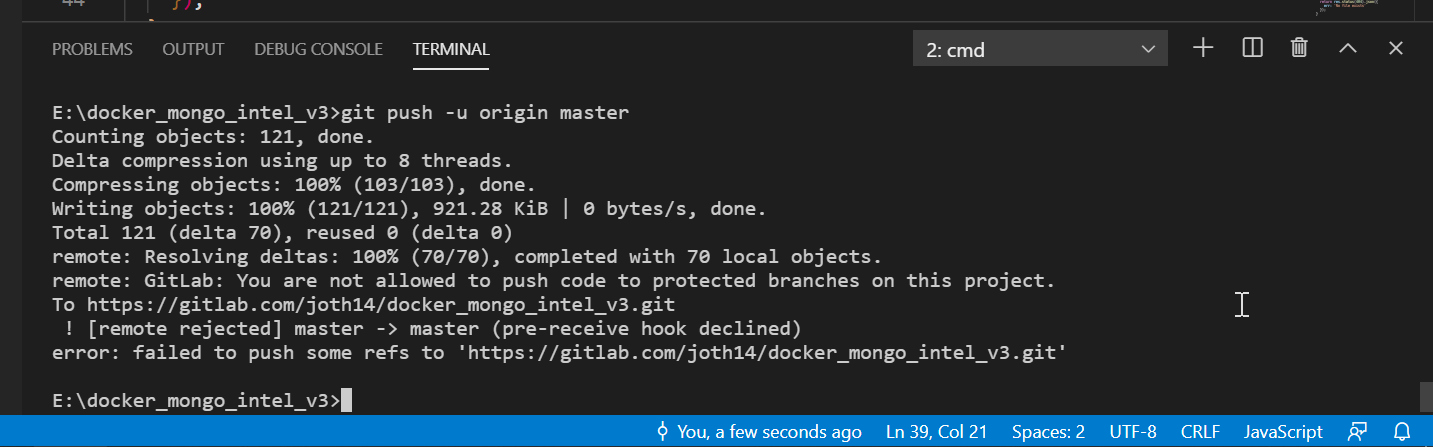 44
});
PROBLEMS OUTPUT DEBUG CONSOLE TERMINAL 2: cmd
E:\docker_mongo_intel_v3>git push -u origin master
Counting objects: 121, done.
Delta compression using up to 8 threads.
Compressing objects: 100% (103/103), done.
Writing objects: 100% (121/121), 921.28 KiB | 0 bytes/s, done.
Total 121 (delta 70), reused 0 (delta 0)
remote: Resolving deltas: 100% (70/70), completed with 70 local objects.
remote: GitLab: You are not allowed to push code to protected branches on this project.
To https://gitlab.com/joth14/docker_mongo_intel_v3.git
 ! [remote rejected] master -> master (pre-receive hook declined)
error: failed to push some refs to 'https://gitlab.com/joth14/docker_mongo_intel_v3.git'
E:\docker_mongo_intel_v3>
You, a few seconds ago Ln 39, Col 21 Spaces: 2 UTF-8 CRLF JavaScript